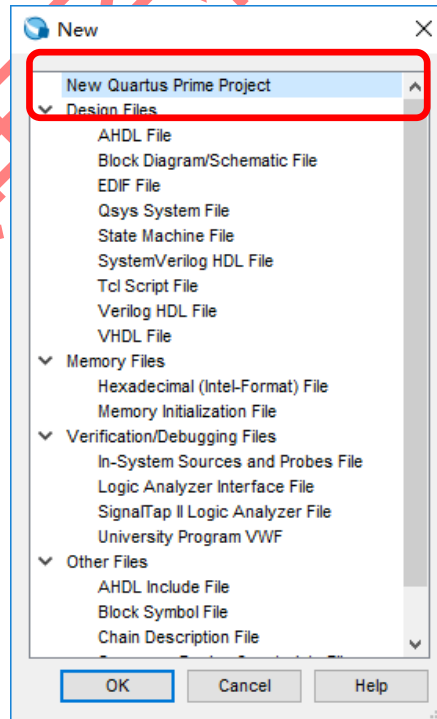 New
New Quartus Prime Project
Design Files
AHDL File
Block Diagram/Schematic File
EDIF File
Qsys System File
State Machine File
SystemVerilog HDL File
Tcl Script File
Verilog HDL File
VHDL File
Memory Files
Hexadecimal (Intel-Format) File
Memory Initialization File
Verification/Debugging Files
In-System Sources and Probes File
Logic Analyzer Interface File
SignalTap II Logic Analyzer File
University Program VWF
Other Files
AHDL Include File
Block Symbol File
Chain Description File
OK Cancel Help